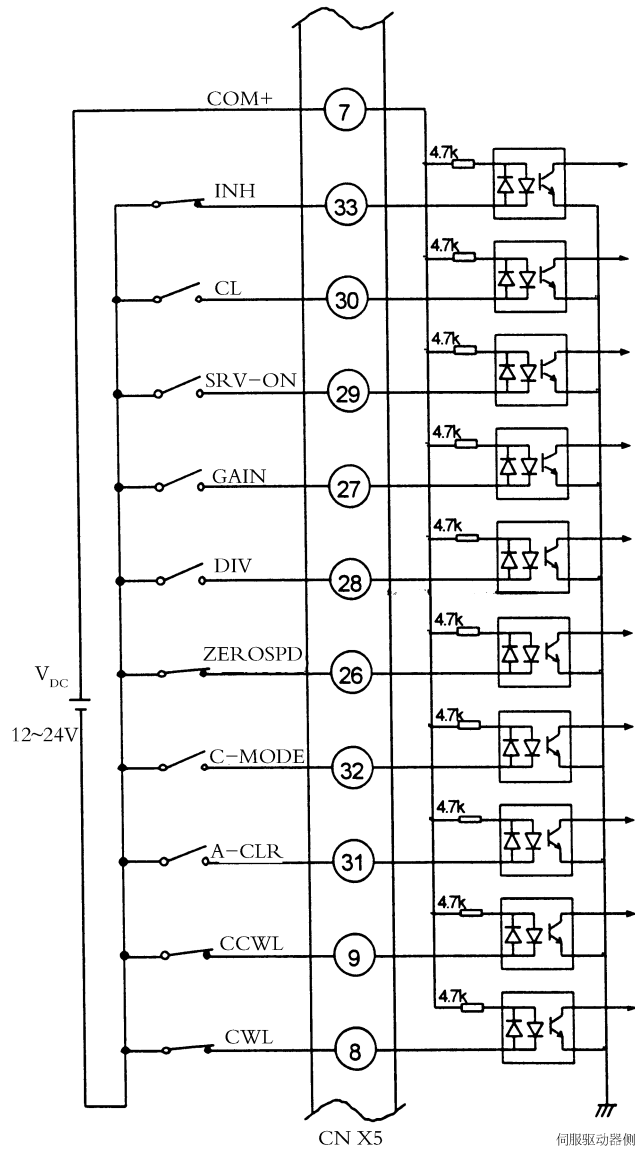 COM+
7
4.7k
INH
33
4.7k
CL
30
4.7k
SRV-ON
29
4.7k
GAIN
27
4.7k
DIV
28
4.7k
ZEROSPD
26
4.7k
VDC
12~24V
C-MODE
32
4.7k
A-CLR
31
4.7k
CCWL
9
4.7k
CWL
8
CN X5
伺服驱动器侧